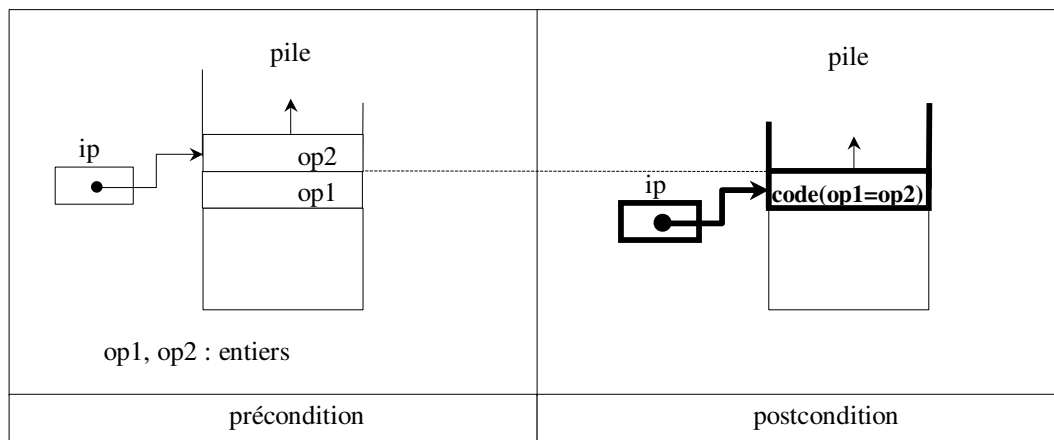 pile
ip
op2
op1
op1, op2 : entiers
précondition
pile
ip
code(op1=op2)
postcondition